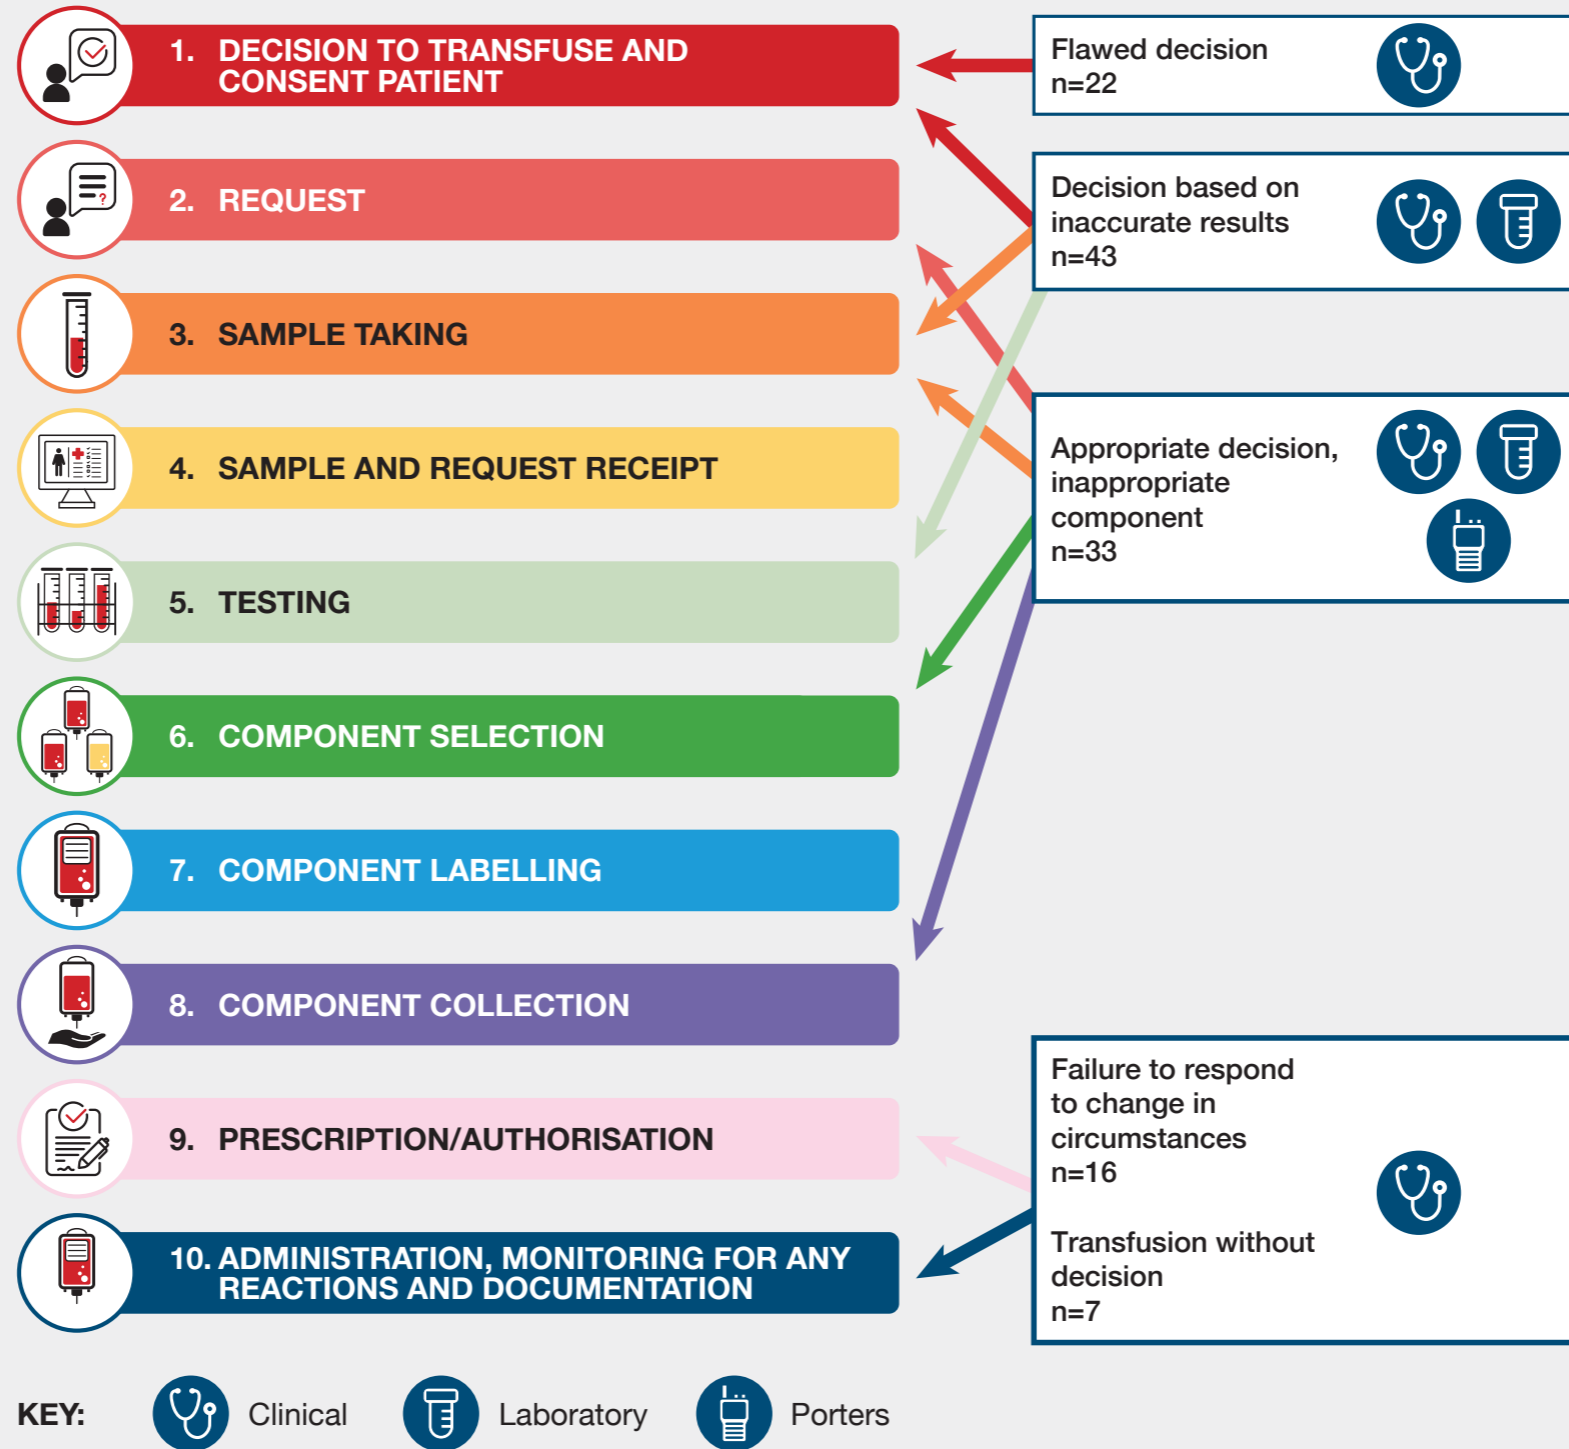 1. DECISION TO TRANSFUSE AND
CONSENT PATIENT
2. REQUEST
3. SAMPLE TAKING
4. SAMPLE AND REQUEST RECEIPT
5. TESTING
6. COMPONENT SELECTION
7. COMPONENT LABELLING
8. COMPONENT COLLECTION
9. PRESCRIPTION/AUTHORISATION
10. ADMINISTRATION, MONITORING FOR ANY
REACTIONS AND DOCUMENTATION
Flawed decision
n=22
Decision based on
inaccurate results
n=43
Appropriate decision,
inappropriate
component
n=33
Failure to respond
to change in
circumstances
n=16
Transfusion without
decision
n=7
KEY: Clinical Laboratory Porters